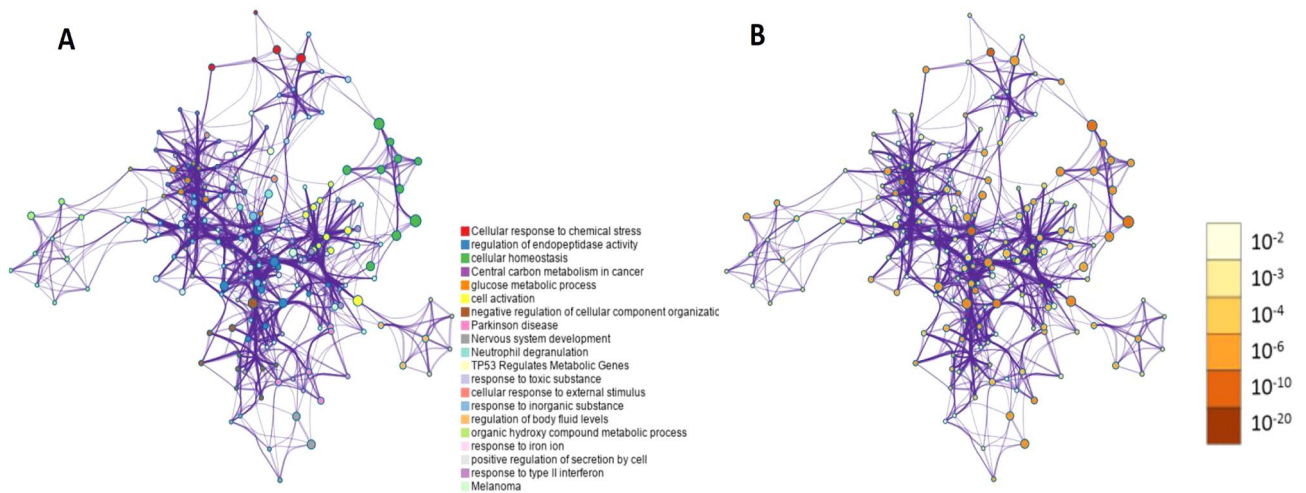 A
B
Cellular response to chemical stress
regulation of endopeptidase activity
cellular homeostasis
Central carbon metabolism in cancer
glucose metabolic process
cell activation
negative regulation of cellular component organizatic
Parkinson disease
Nervous system development
Neutrophil degranulation
TP53 Regulates Metabolic Genes
response to toxic substance
cellular response to external stimulus
response to inorganic substance
regulation of body fluid levels
organic hydroxy compound metabolic process
response to iron ion
positive regulation of secretion by cell
response to type II interferon
Melanoma
10⁻²
10⁻³
10⁻⁴
10⁻⁶
10⁻¹⁰
10⁻²⁰